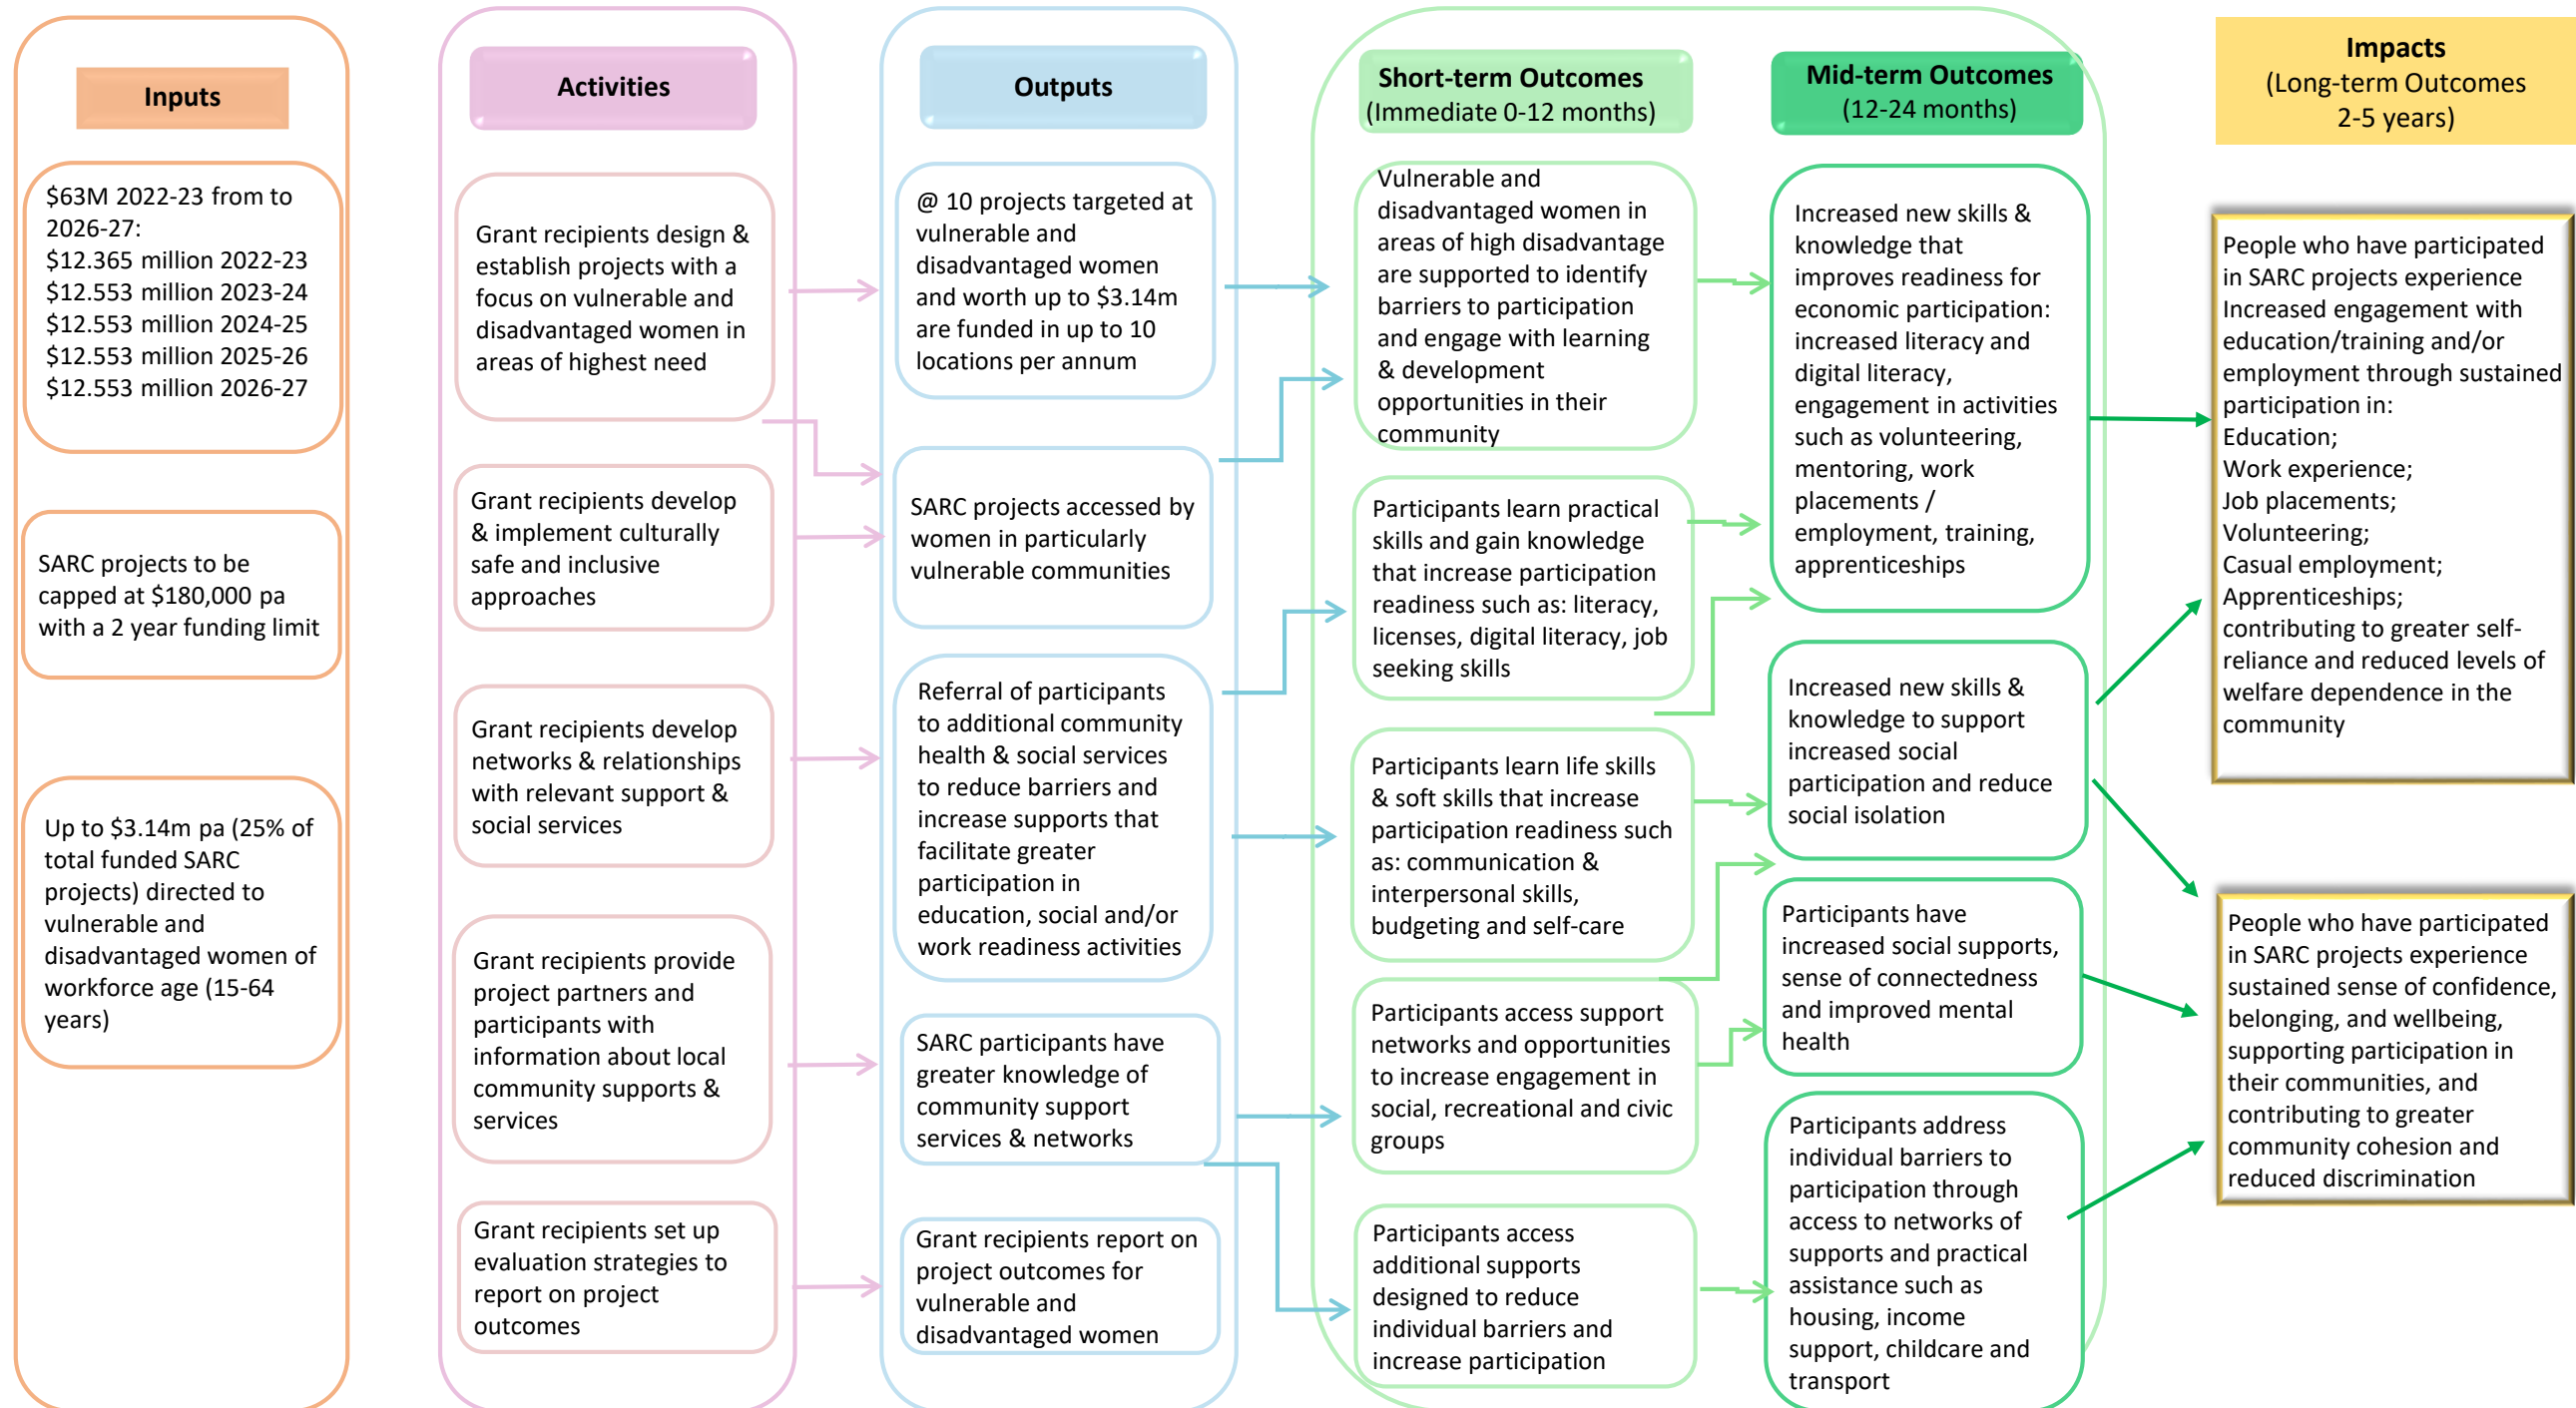 Inputs
$63M 2022-23 from to
2026-27:
$12.365 million 2022-23
$12.553 million 2023-24
$12.553 million 2024-25
$12.553 million 2025-26
$12.553 million 2026-27
SARC projects to be
capped at $180,000 pa
with a 2 year funding limit
Up to $3.14m pa (25% of
total funded SARC
projects) directed to
vulnerable and
disadvantaged women of
workforce age (15-64
years)
Activities
Grant recipients design &
establish projects with a
focus on vulnerable and
disadvantaged women in
areas of highest need
Grant recipients develop
& implement culturally
safe and inclusive
approaches
Grant recipients develop
networks & relationships
with relevant support &
social services
Grant recipients provide
project partners and
participants with
information about local
community supports &
services
Grant recipients set up
evaluation strategies to
report on project
outcomes
Outputs
@ 10 projects targeted at
vulnerable and
disadvantaged women
and worth up to $3.14m
are funded in up to 10
locations per annum
SARC projects accessed by
women in particularly
vulnerable communities
Referral of participants
to additional community
health & social services
to reduce barriers and
increase supports that
facilitate greater
participation in
education, social and/or
work readiness activities
SARC participants have
greater knowledge of
community support
services & networks
Grant recipients report on
project outcomes for
vulnerable and
disadvantaged women
Short-term Outcomes
(Immediate 0-12 months)
Vulnerable and
disadvantaged women in
areas of high disadvantage
are supported to identify
barriers to participation
and engage with learning
& development
opportunities in their
community
Participants learn practical
skills and gain knowledge
that increase participation
readiness such as: literacy,
licenses, digital literacy, job
seeking skills
Participants learn life skills
& soft skills that increase
participation readiness such
as: communication &
interpersonal skills,
budgeting and self-care
Participants access support
networks and opportunities
to increase engagement in
social, recreational and civic
groups
Participants access
additional supports
designed to reduce
individual barriers and
increase participation
Mid-term Outcomes
(12-24 months)
Increased new skills &
knowledge that
improves readiness for
economic participation:
increased literacy and
digital literacy,
engagement in activities
such as volunteering,
mentoring, work
placements /
employment, training,
apprenticeships
Increased new skills &
knowledge to support
increased social
participation and reduce
social isolation
Participants have
increased social supports,
sense of connectedness
and improved mental
health
Participants address
individual barriers to
participation through
access to networks of
supports and practical
assistance such as
housing, income
support, childcare and
transport
Impacts
(Long-term Outcomes
2-5 years)
People who have participated
in SARC projects experience
Increased engagement with
education/training and/or
employment through sustained
participation in:
Education;
Work experience;
Job placements;
Volunteering;
Casual employment;
Apprenticeships;
contributing to greater self-
reliance and reduced levels of
welfare dependence in the
community
People who have participated
in SARC projects experience
sustained sense of confidence,
belonging, and wellbeing,
supporting participation in
their communities, and
contributing to greater
community cohesion and
reduced discrimination